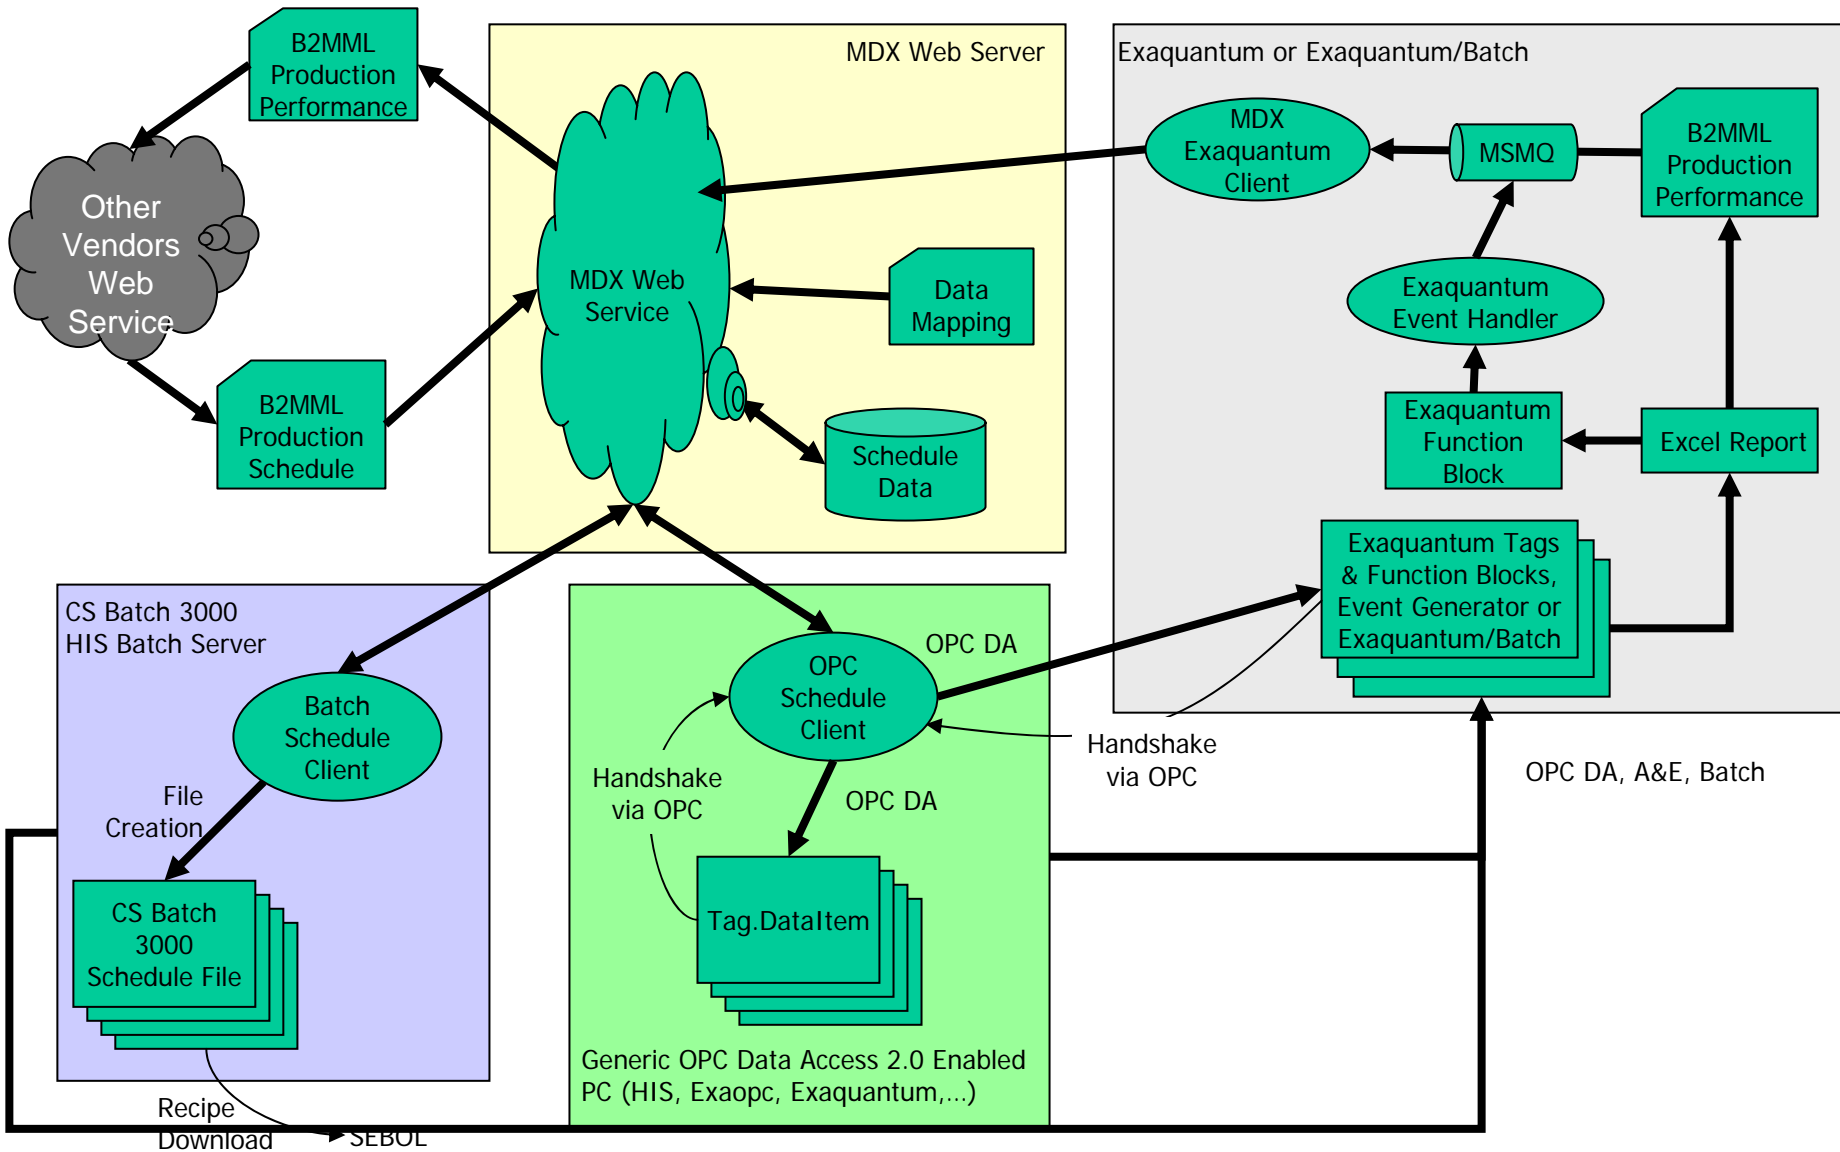 B2MML
Production
Performance
MDX Web Server
Exaquantum or Exaquantum/Batch
MDX
Exaquantum
Client
MSMQ
B2MML
Production
Performance
Other
Vendors
Web
Service
MDX Web
Service
Data
Mapping
Exaquantum
Event Handler
B2MML
Production
Schedule
Schedule
Data
Exaquantum
Function
Block
Excel Report
Exaquantum Tags
& Function Blocks,
Event Generator or
Exaquantum/Batch
CS Batch 3000
HIS Batch Server
Batch
Schedule
Client
File
Creation
CS Batch
3000
Schedule File
Recipe
Download
SEBOL
OPC
Schedule
Client
OPC DA
Handshake
via OPC
OPC DA
Handshake
via OPC
OPC DA, A&E, Batch
Tag.DataItem
Generic OPC Data Access 2.0 Enabled
PC (HIS, Exaopc, Exaquantum,...)